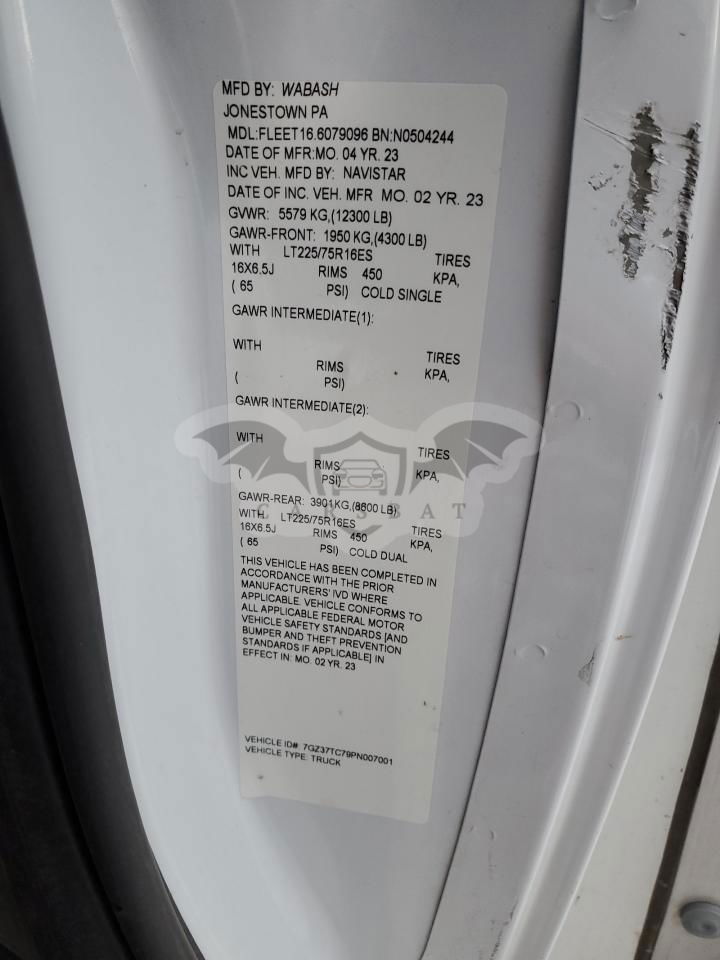 MFD BY: WABASH
JONESTOWN PA
MDL:FLEET16.6079096 BN:N0504244
DATE OF MFR:MO. 04 YR. 23
INC VEH. MFD BY: NAVISTAR
DATE OF INC. VEH. MFR MO. 02 YR. 23
GVWR: 5579 KG,(12300 LB)
GAWR-FRONT: 1950 KG,(4300 LB)
WITH LT225/75R16ES TIRES
16X6.5J RIMS 450 KPA,
( 65 PSI) COLD SINGLE
GAWR INTERMEDIATE(1):
WITH TIRES
RIMS KPA,
( PSI)
GAWR INTERMEDIATE(2):
WITH TIRES
RIMS KPA,
( PSI)
GAWR-REAR: 3901KG,(8600 LB)
CARSBAT
WITH LT225/75R16ES TIRES
16X6.5J RIMS 450 KPA,
( 65 PSI) COLD DUAL
THIS VEHICLE HAS BEEN COMPLETED IN
ACCORDANCE WITH THE PRIOR
MANUFACTURERS' IVD WHERE
APPLICABLE. VEHICLE CONFORMS TO
ALL APPLICABLE FEDERAL MOTOR
VEHICLE SAFETY STANDARDS [AND
BUMPER AND THEFT PREVENTION
STANDARDS IF APPLICABLE] IN
EFFECT IN: MO. 02 YR. 23
VEHICLE ID# 7GZ37TC79PN007001
VEHICLE TYPE: TRUCK